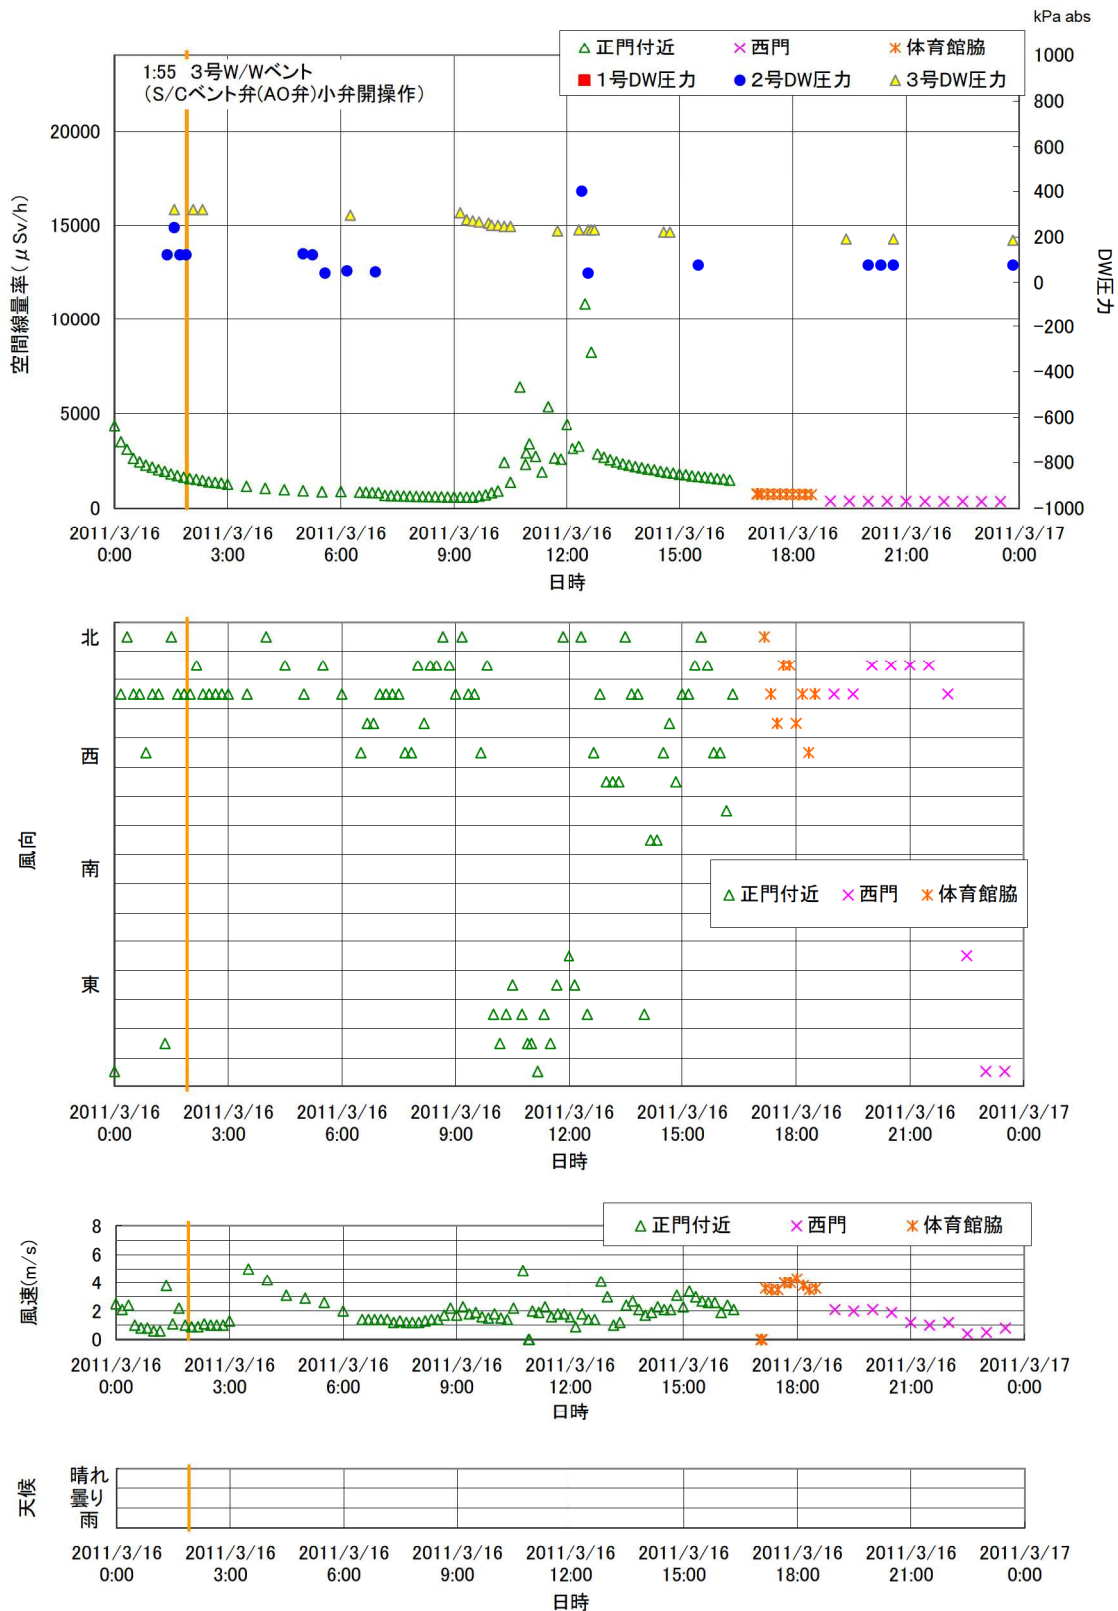 kPa abs
正門付近 西門 体育館脇
1号DW圧力 2号DW圧力 3号DW圧力
1:55 3号W/Wベント
(S/Cベント弁(AO弁)小弁開操作)
空間線量率(μSv/h)
20000
15000
10000
5000
0
1000
800
600
400
200
0
-200
-400
-600
-800
-1000
DW圧力
2011/3/16 2011/3/16 2011/3/16 2011/3/16 2011/3/16 2011/3/16 2011/3/16 2011/3/16 2011/3/17
0:00 3:00 6:00 9:00 12:00 15:00 18:00 21:00 0:00
日時
風向
北
西
南
東
正門付近 西門 体育館脇
2011/3/16 2011/3/16 2011/3/16 2011/3/16 2011/3/16 2011/3/16 2011/3/16 2011/3/16 2011/3/17
0:00 3:00 6:00 9:00 12:00 15:00 18:00 21:00 0:00
日時
正門付近 西門 体育館脇
風速(m/s)
8
6
4
2
0
2011/3/16 2011/3/16 2011/3/16 2011/3/16 2011/3/16 2011/3/16 2011/3/16 2011/3/16 2011/3/17
0:00 3:00 6:00 9:00 12:00 15:00 18:00 21:00 0:00
日時
天候
晴れ
曇り
雨
2011/3/16 2011/3/16 2011/3/16 2011/3/16 2011/3/16 2011/3/16 2011/3/16 2011/3/16 2011/3/17
0:00 3:00 6:00 9:00 12:00 15:00 18:00 21:00 0:00
日時